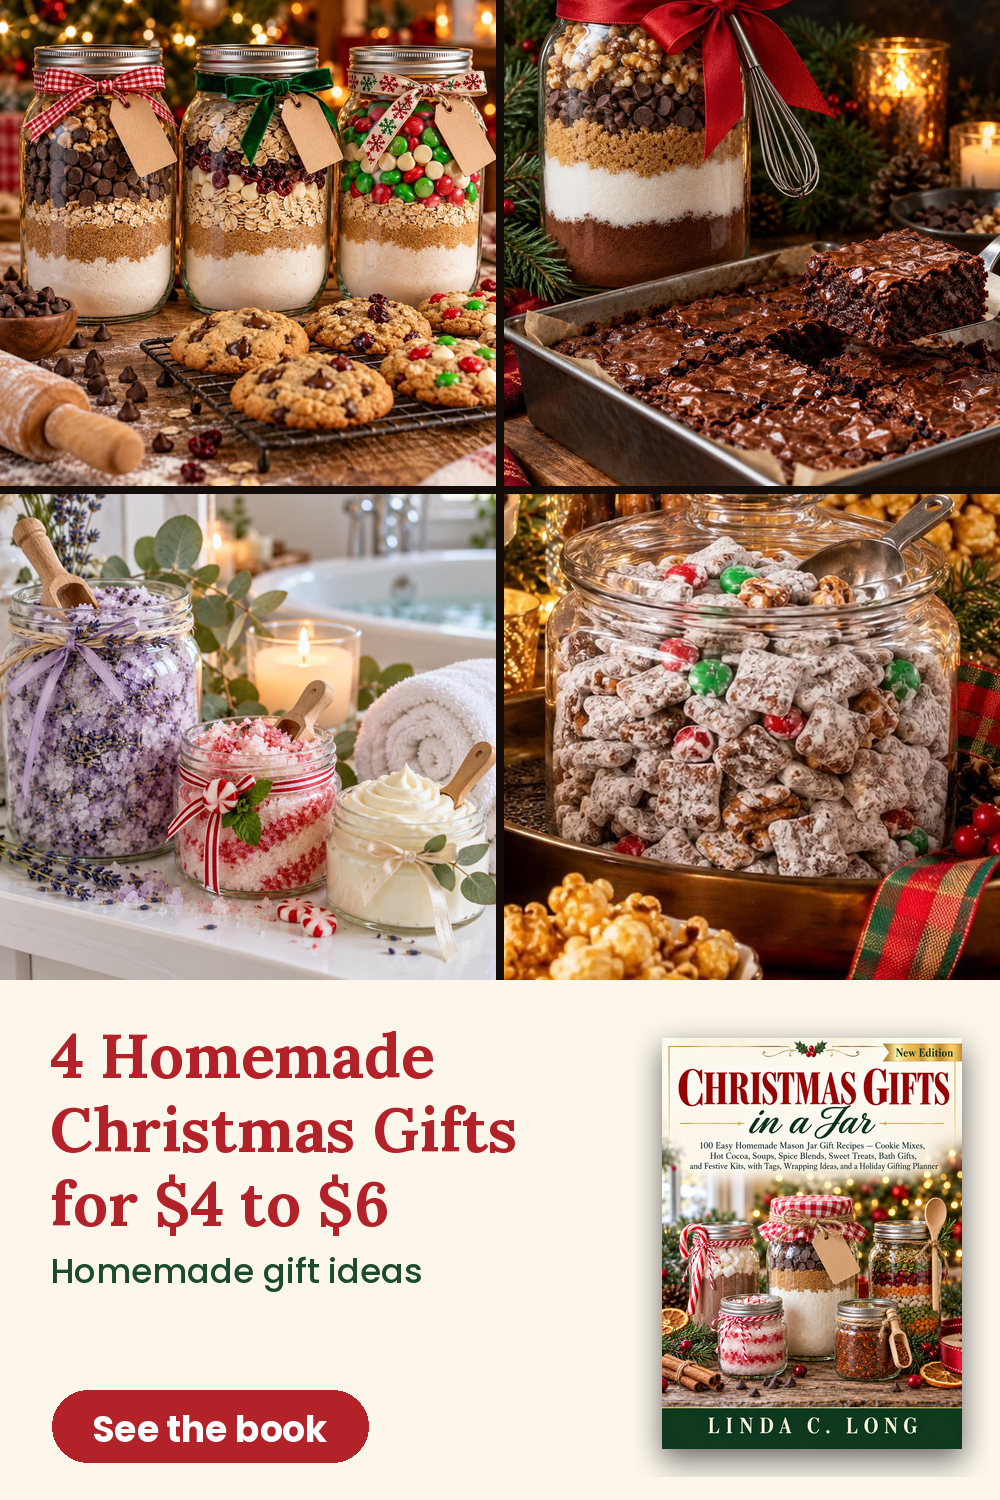 4 Homemade
Christmas Gifts
for $4 to $6
Homemade gift ideas
See the book
New Edition
CHRISTMAS GIFTS
in a Jar
100 Easy Homemade Mason Jar Gift Recipes — Cookie Mixes,
Hot Cocoa, Soups, Spice Blends, Sweet Treats, Bath Gifts,
and Festive Kits, with Tags, Wrapping Ideas, and a Holiday Gifting Planner
LINDA C. LONG